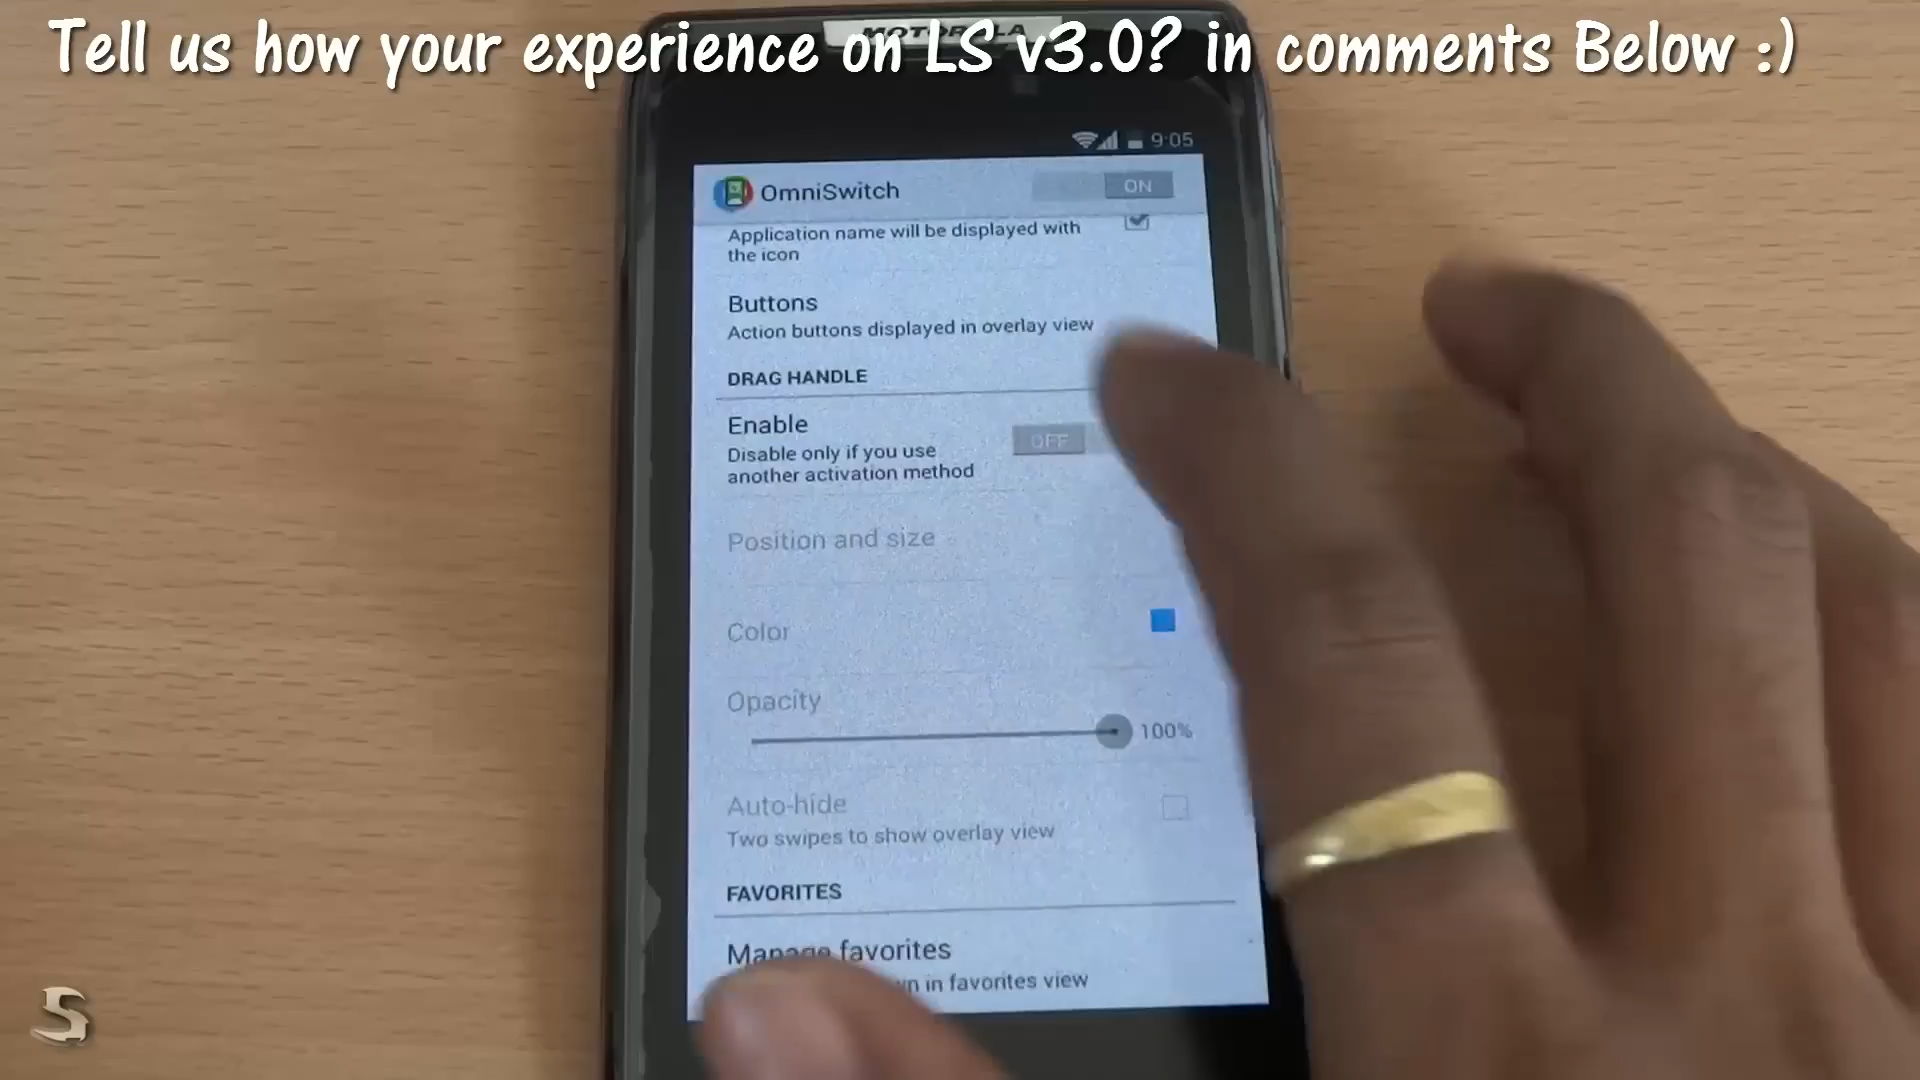 Tell us how your experience on LS v3.0? in comments Below :)
MOTOROLA
9:05
OmniSwitch
ON
Application name will be displayed with
the icon
Buttons
Action buttons displayed in overlay view
DRAG HANDLE
Enable
OFF
Disable only if you use
another activation method
Position and size
Color
Opacity
100%
Auto-hide
Two swipes to show overlay view
FAVORITES
Manage favorites
in favorites view
S